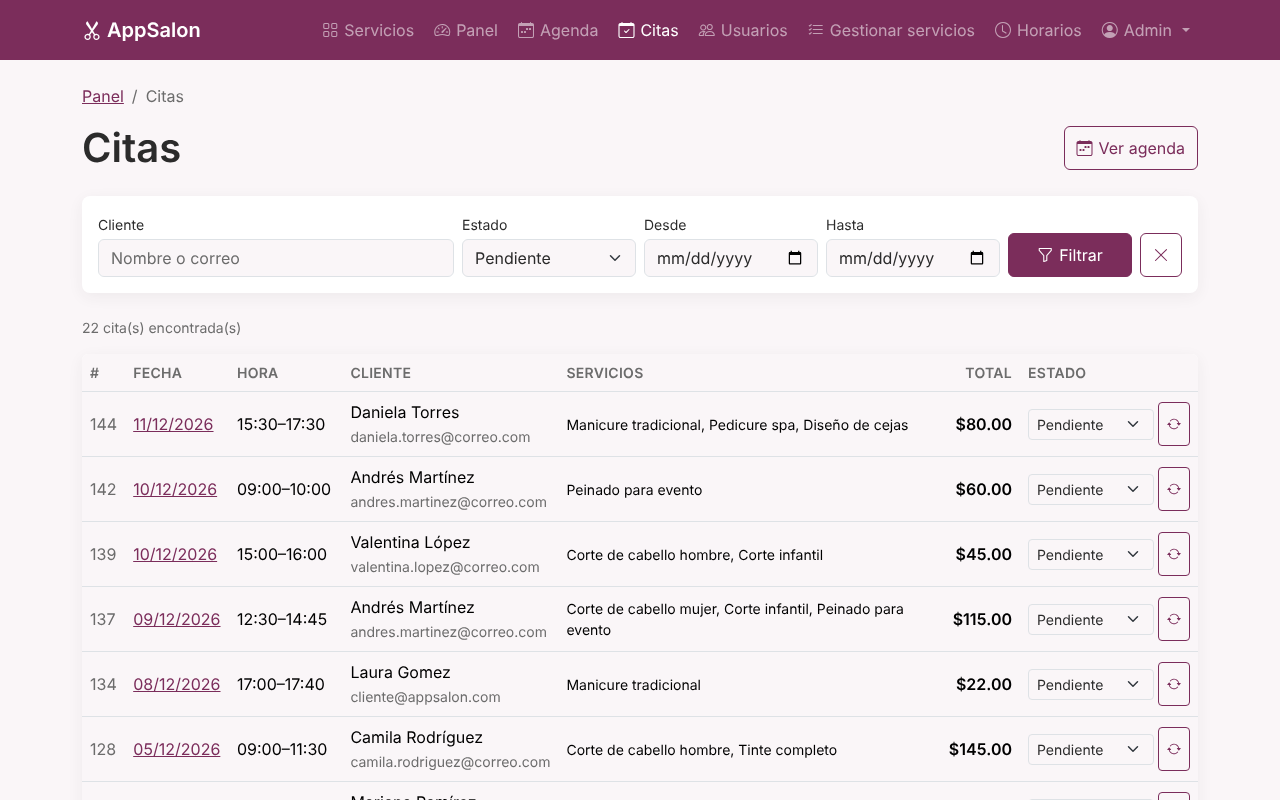 AppSalon Servicios Panel Agenda Citas Usuarios Gestionar servicios Horarios Admin
Panel / Citas
Citas
Ver agenda
Cliente Estado Desde Hasta
Nombre o correo Pendiente mm/dd/yyyy mm/dd/yyyy Filtrar
22 cita(s) encontrada(s)
# FECHA HORA CLIENTE SERVICIOS TOTAL ESTADO
144 11/12/2026 15:30–17:30 Daniela Torres Manicure tradicional, Pedicure spa, Diseño de cejas $80.00 Pendiente
daniela.torres@correo.com
142 10/12/2026 09:00–10:00 Andrés Martínez Peinado para evento $60.00 Pendiente
andres.martinez@correo.com
139 10/12/2026 15:00–16:00 Valentina López Corte de cabello hombre, Corte infantil $45.00 Pendiente
valentina.lopez@correo.com
137 09/12/2026 12:30–14:45 Andrés Martínez Corte de cabello mujer, Corte infantil, Peinado para $115.00 Pendiente
andres.martinez@correo.com evento
134 08/12/2026 17:00–17:40 Laura Gomez Manicure tradicional $22.00 Pendiente
cliente@appsalon.com
128 05/12/2026 09:00–11:30 Camila Rodríguez Corte de cabello hombre, Tinte completo $145.00 Pendiente
camila.rodriguez@correo.com